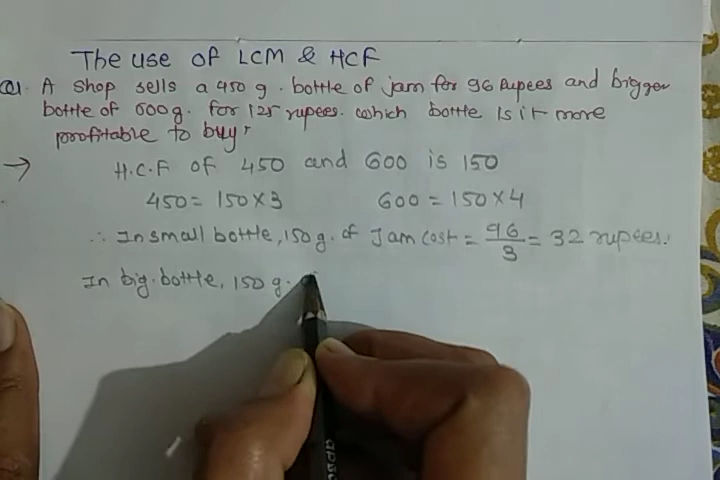 The use of LCM & HCF
Q1. A shop sells a 450 g. bottle of jam for 96 Rupees and bigger
bottle of 600 g. for 125 rupees. which bottle is it more
profitable to buy?
→ H.C.F of 450 and 600 is 150
450 = 150 × 3 600 = 150 × 4
∴ In small bottle, 150 g. of Jam cost = 96/3 = 32 rupees.
In big. bottle, 150 g.